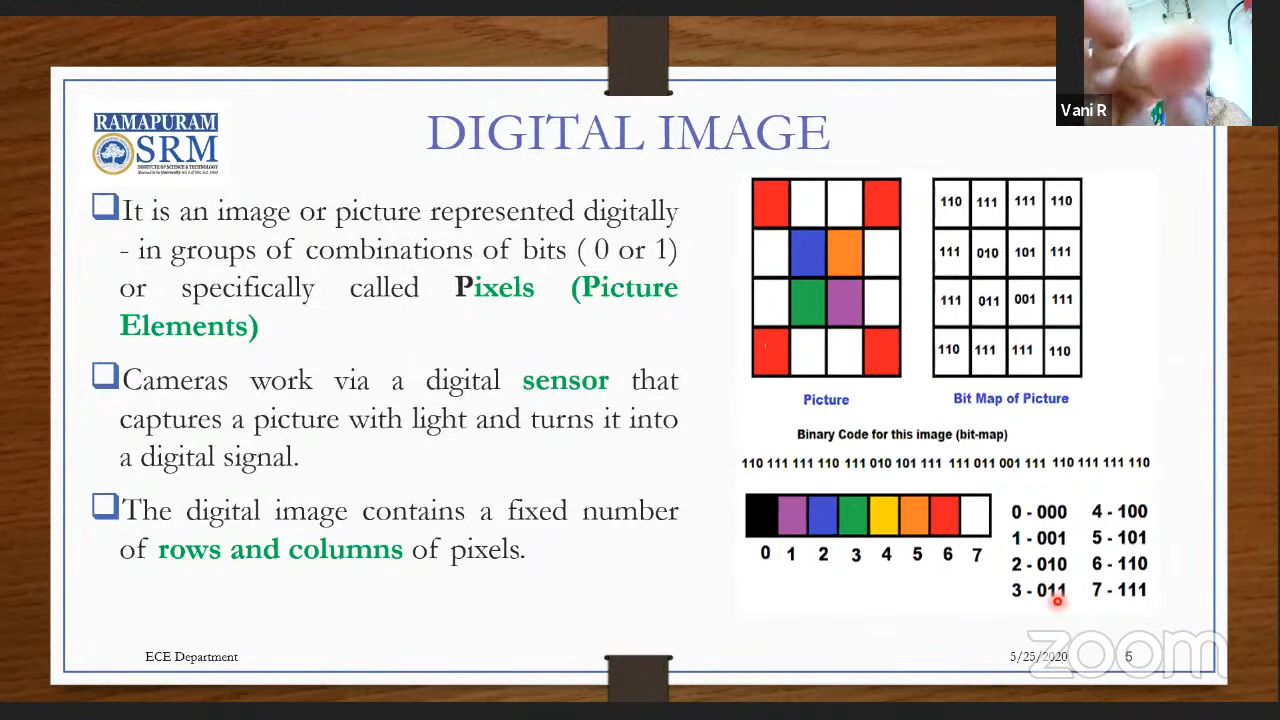 Vani R
RAMAPURAM
SRM
INSTITUTE OF SCIENCE & TECHNOLOGY
DIGITAL IMAGE
It is an image or picture represented digitally
- in groups of combinations of bits ( 0 or 1)
or specifically called Pixels (Picture
Elements)
Cameras work via a digital sensor that
captures a picture with light and turns it into
a digital signal.
The digital image contains a fixed number
of rows and columns of pixels.
110 111 111 110
111 010 101 111
111 011 001 111
110 111 111 110
Picture
Bit Map of Picture
Binary Code for this image (bit-map)
110 111 111 110 111 010 101 111 111 011 001 111 110 111 111 110
0 1 2 3 4 5 6 7
0 - 000 4 - 100
1 - 001 5 - 101
2 - 010 6 - 110
3 - 011 7 - 111
ECE Department
5/25/2020
5
zoom